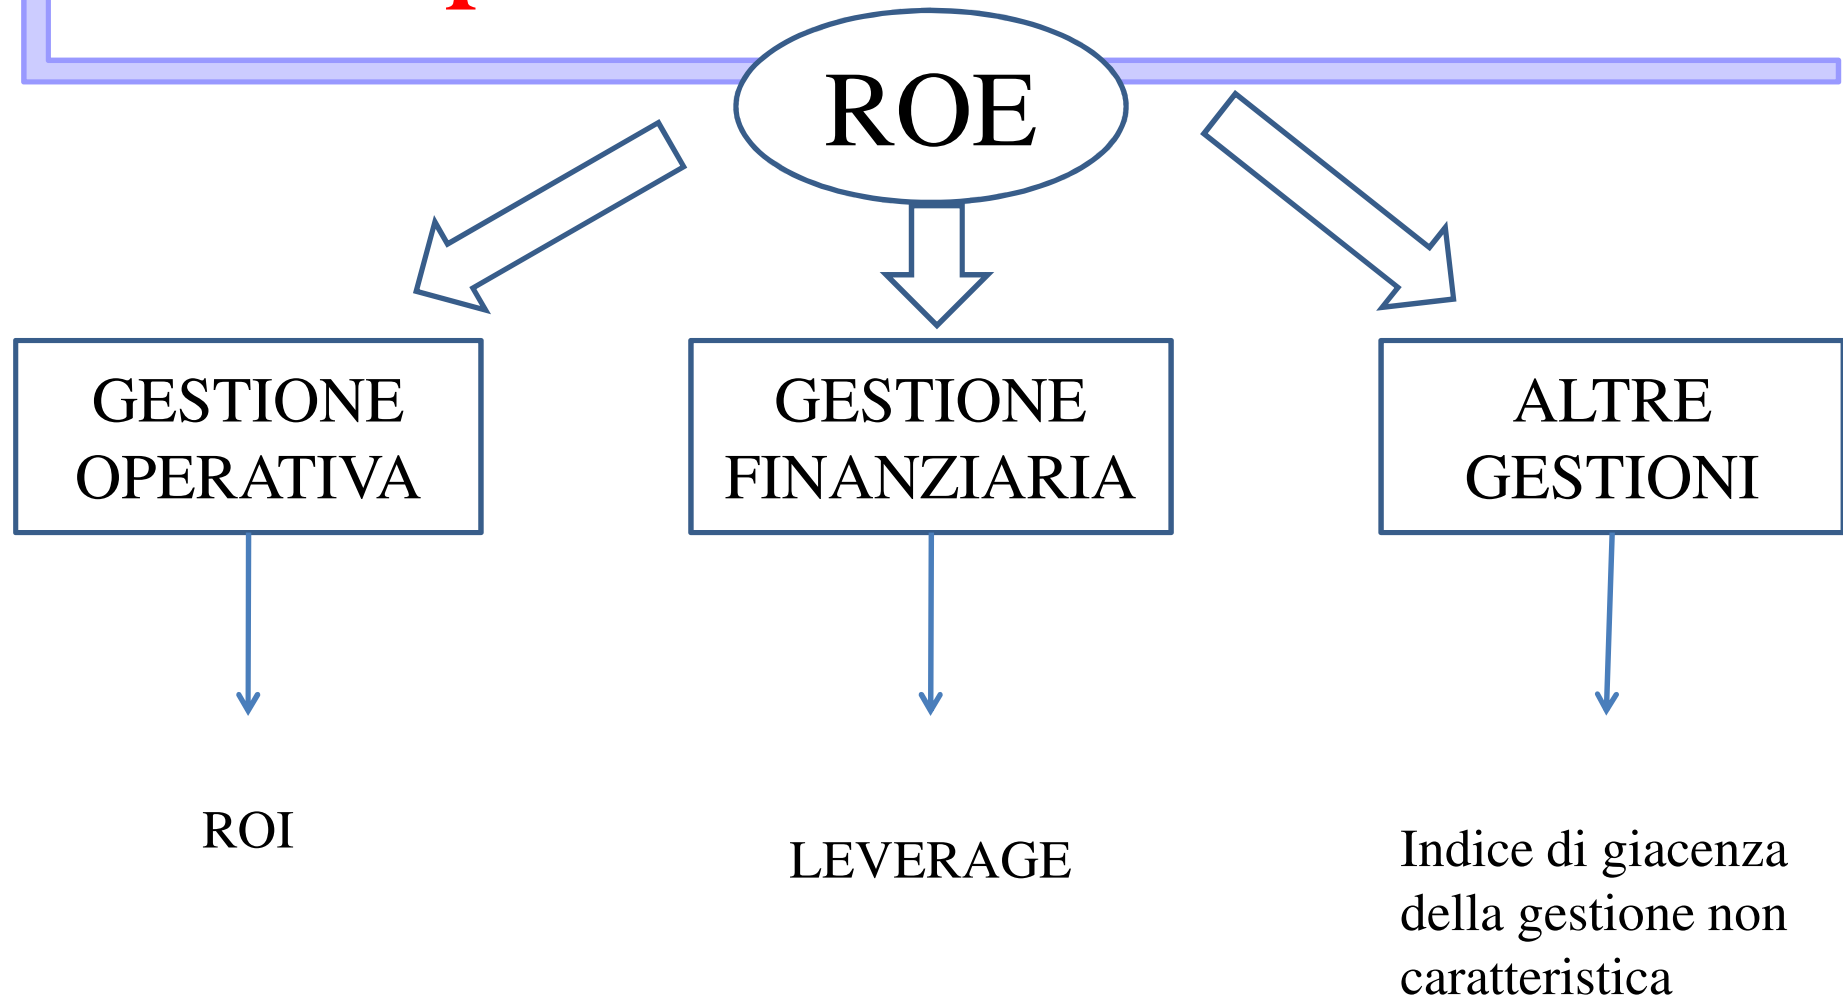 ROE
GESTIONE
OPERATIVA
GESTIONE
FINANZIARIA
ALTRE
GESTIONI
ROI
LEVERAGE
Indice di giacenza
della gestione non
caratteristica